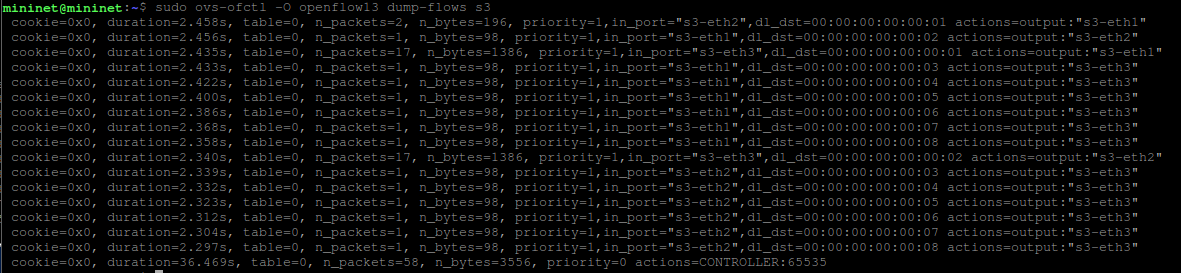 mininet@mininet:~$ sudo ovs-ofctl -O openflow13 dump-flows s3
cookie=0x0, duration=2.458s, table=0, n_packets=2, n_bytes=196, priority=1,in_port="s3-eth2",dl_dst=00:00:00:00:00:01 actions=output:"s3-eth1"
cookie=0x0, duration=2.456s, table=0, n_packets=1, n_bytes=98, priority=1,in_port="s3-eth1",dl_dst=00:00:00:00:00:02 actions=output:"s3-eth2"
cookie=0x0, duration=2.435s, table=0, n_packets=17, n_bytes=1386, priority=1,in_port="s3-eth3",dl_dst=00:00:00:00:00:01 actions=output:"s3-eth1"
cookie=0x0, duration=2.433s, table=0, n_packets=1, n_bytes=98, priority=1,in_port="s3-eth1",dl_dst=00:00:00:00:00:03 actions=output:"s3-eth3"
cookie=0x0, duration=2.422s, table=0, n_packets=1, n_bytes=98, priority=1,in_port="s3-eth1",dl_dst=00:00:00:00:00:04 actions=output:"s3-eth3"
cookie=0x0, duration=2.400s, table=0, n_packets=1, n_bytes=98, priority=1,in_port="s3-eth1",dl_dst=00:00:00:00:00:05 actions=output:"s3-eth3"
cookie=0x0, duration=2.386s, table=0, n_packets=1, n_bytes=98, priority=1,in_port="s3-eth1",dl_dst=00:00:00:00:00:06 actions=output:"s3-eth3"
cookie=0x0, duration=2.368s, table=0, n_packets=1, n_bytes=98, priority=1,in_port="s3-eth1",dl_dst=00:00:00:00:00:07 actions=output:"s3-eth3"
cookie=0x0, duration=2.358s, table=0, n_packets=1, n_bytes=98, priority=1,in_port="s3-eth1",dl_dst=00:00:00:00:00:08 actions=output:"s3-eth3"
cookie=0x0, duration=2.340s, table=0, n_packets=17, n_bytes=1386, priority=1,in_port="s3-eth3",dl_dst=00:00:00:00:00:02 actions=output:"s3-eth2"
cookie=0x0, duration=2.339s, table=0, n_packets=1, n_bytes=98, priority=1,in_port="s3-eth2",dl_dst=00:00:00:00:00:03 actions=output:"s3-eth3"
cookie=0x0, duration=2.332s, table=0, n_packets=1, n_bytes=98, priority=1,in_port="s3-eth2",dl_dst=00:00:00:00:00:04 actions=output:"s3-eth3"
cookie=0x0, duration=2.323s, table=0, n_packets=1, n_bytes=98, priority=1,in_port="s3-eth2",dl_dst=00:00:00:00:00:05 actions=output:"s3-eth3"
cookie=0x0, duration=2.312s, table=0, n_packets=1, n_bytes=98, priority=1,in_port="s3-eth2",dl_dst=00:00:00:00:00:06 actions=output:"s3-eth3"
cookie=0x0, duration=2.304s, table=0, n_packets=1, n_bytes=98, priority=1,in_port="s3-eth2",dl_dst=00:00:00:00:00:07 actions=output:"s3-eth3"
cookie=0x0, duration=2.297s, table=0, n_packets=1, n_bytes=98, priority=1,in_port="s3-eth2",dl_dst=00:00:00:00:00:08 actions=output:"s3-eth3"
cookie=0x0, duration=36.469s, table=0, n_packets=58, n_bytes=3556, priority=0 actions=CONTROLLER:65535